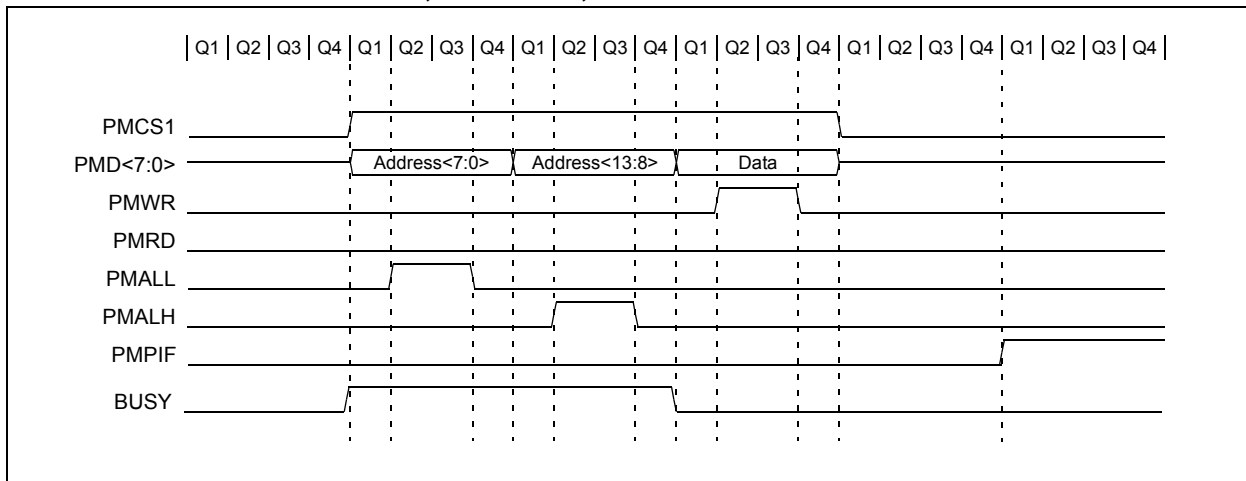 Q1 Q2 Q3 Q4 Q1 Q2 Q3 Q4 Q1 Q2 Q3 Q4 Q1 Q2 Q3 Q4 Q1 Q2 Q3 Q4 Q1 Q2 Q3 Q4
PMCS1
PMD<7:0> Address<7:0> Address<13:8> Data
PMWR
PMRD
PMALL
PMALH
PMPIF
BUSY